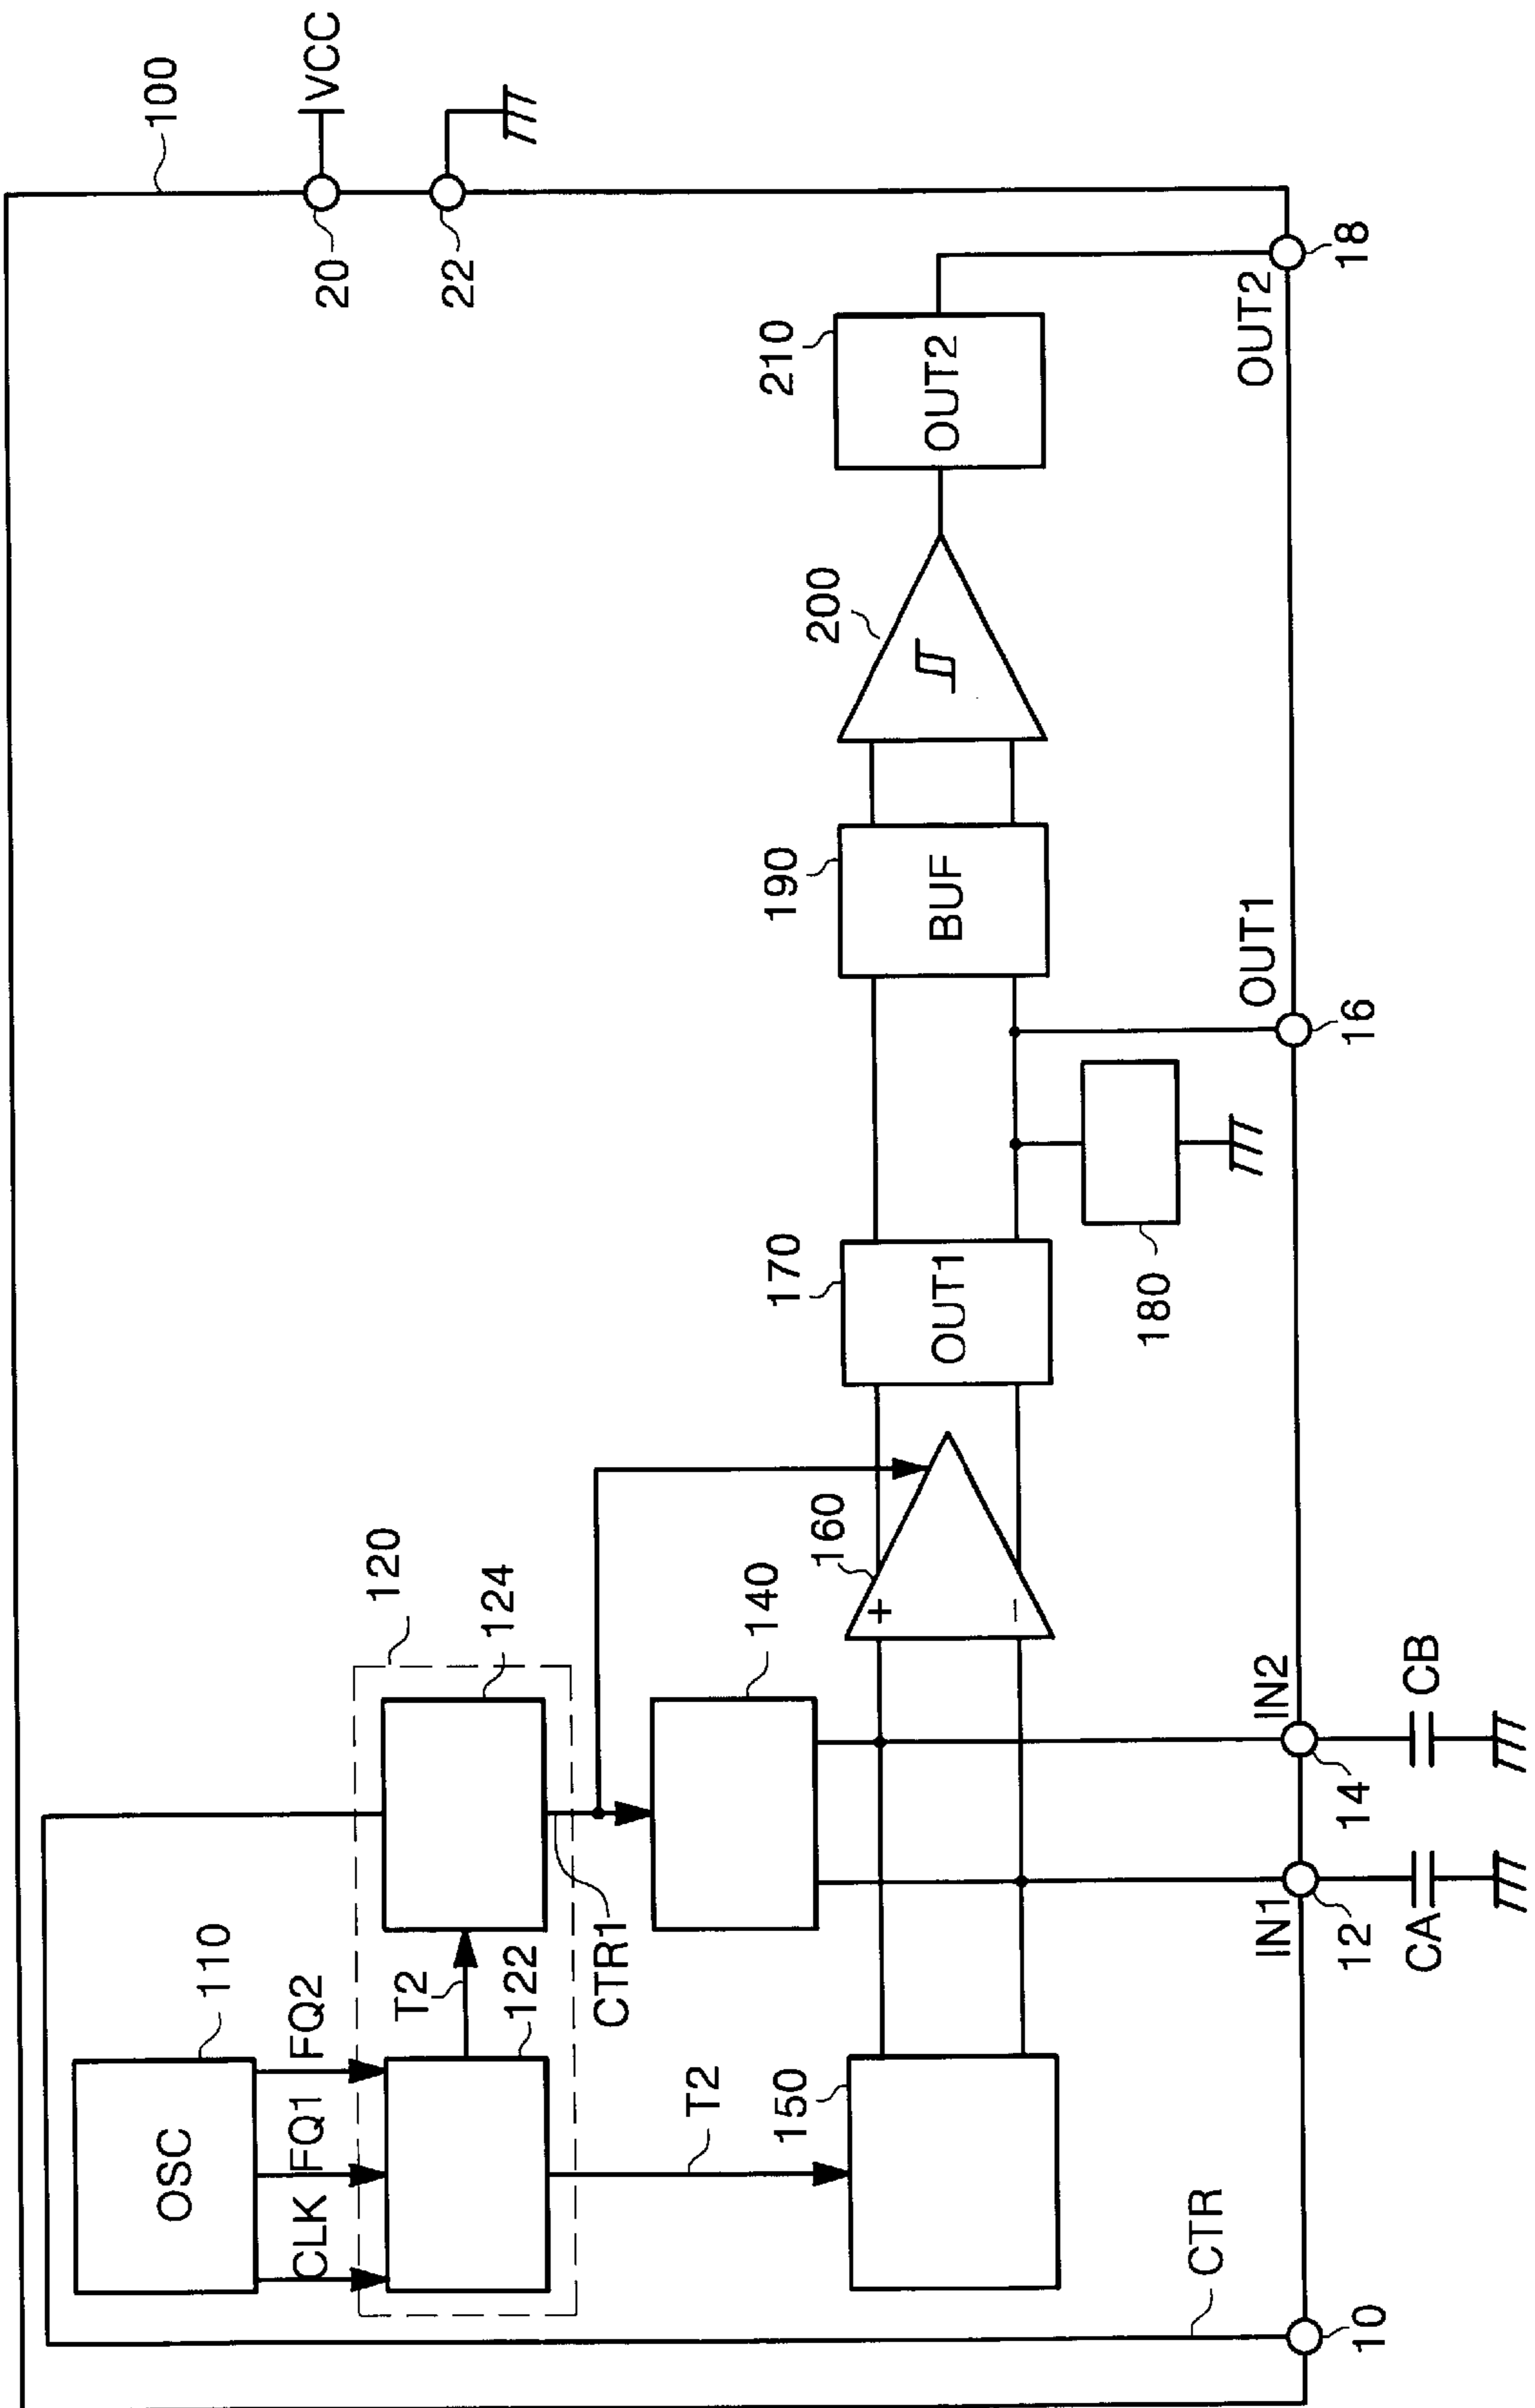 100
VCC
20
22
OSC
110
CLK
FQ1
FQ2
120
122
T2
124
CTR1
T2
140
150
160
+
−
170
OUT1
180
190
BUF
200
210
OUT2
CTR
10
IN1
12
CA
IN2
14
CB
OUT1
16
OUT2
18